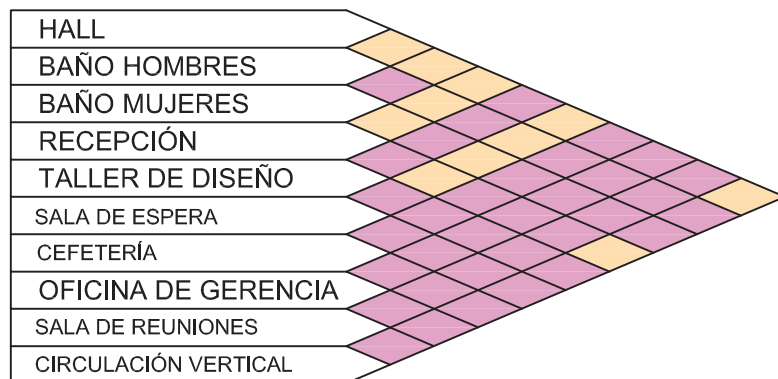 HALL
BAÑO HOMBRES
BAÑO MUJERES
RECEPCIÓN
TALLER DE DISEÑO
SALA DE ESPERA
CEFETERÍA
OFICINA DE GERENCIA
SALA DE REUNIONES
CIRCULACIÓN VERTICAL